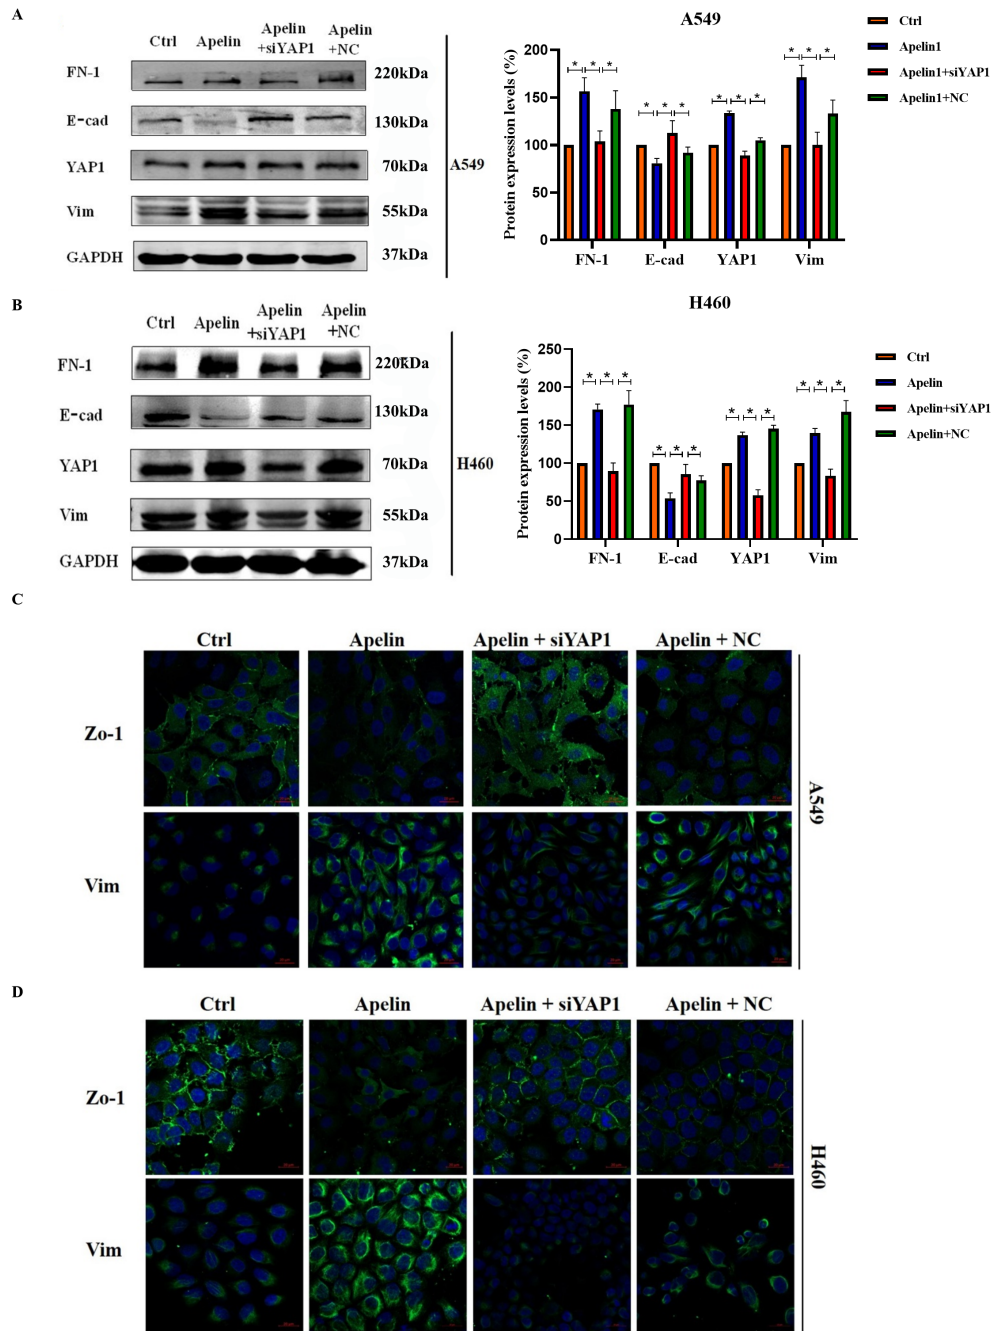 A
Ctrl Apelin Apelin +siYAP1 Apelin +NC
FN-1 220kDa
E-cad 130kDa
YAP1 70kDa
Vim 55kDa
GAPDH 37kDa
A549
A549
Protein expression levels (%)
200
150
100
50
0
* * * * * * * * * * * *
FN-1 E-cad YAP1 Vim
Ctrl
Apelin1
Apelin1+siYAP1
Apelin1+NC
B
Ctrl Apelin Apelin +siYAP1 Apelin +NC
FN-1 220kDa
E-cad 130kDa
YAP1 70kDa
Vim 55kDa
GAPDH 37kDa
H460
H460
Protein expression levels (%)
250
200
150
100
50
0
* * * * * * * * * * * *
FN-1 E-cad YAP1 Vim
Ctrl
Apelin
Apelin+siYAP1
Apelin+NC
C
Ctrl Apelin Apelin + siYAP1 Apelin + NC
Zo-1
Vim
A549
D
Ctrl Apelin Apelin + siYAP1 Apelin + NC
Zo-1
Vim
H460